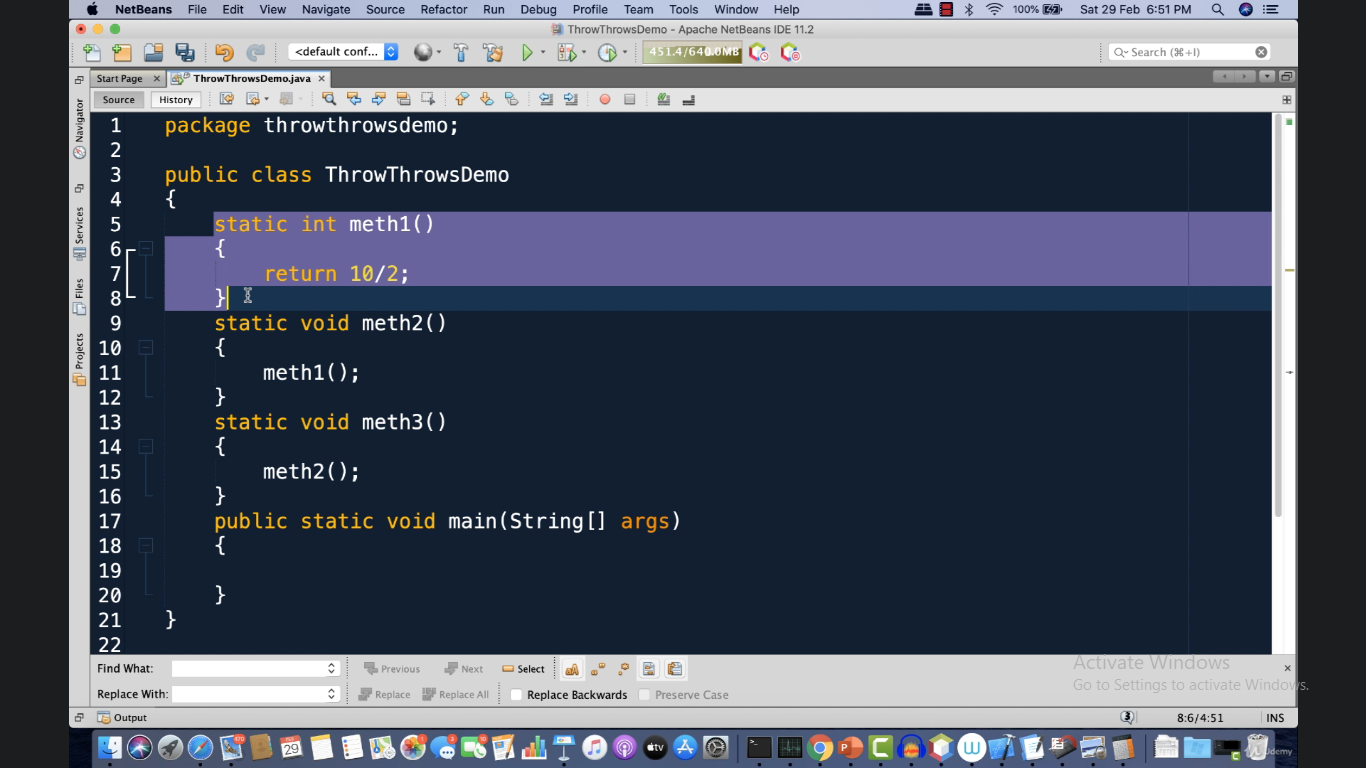 NetBeans File Edit View Navigate Source Refactor Run Debug Profile Team Tools Window Help 100% Sat 29 Feb 6:51 PM
ThrowThrowsDemo - Apache NetBeans IDE 11.2
<default conf... 451.4/640.0MB Search (⌘+I)
Start Page ThrowThrowsDemo.java
Source History
Navigator
Services
Files
Projects
1 package throwthrowsdemo;
2
3 public class ThrowThrowsDemo
4 {
5 static int meth1()
6 {
7 return 10/2;
8 }
9 static void meth2()
10 {
11 meth1();
12 }
13 static void meth3()
14 {
15 meth2();
16 }
17 public static void main(String[] args)
18 {
19
20 }
21 }
22
Find What: Previous Next Select
Replace With: Replace Replace All Replace Backwards Preserve Case
Activate Windows
Go to Settings to activate Windows.
Output 8:6/4:51 INS
29 tv
Udemy